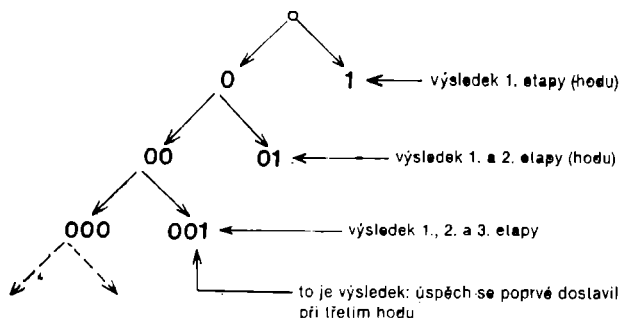 0 1 výsledek 1. etapy (hodu)
00 01 výsledek 1. a 2. etapy (hodu)
000 001 výsledek 1., 2. a 3. etapy
to je výsledek: úspěch se poprvé dostavil
při třetím hodu